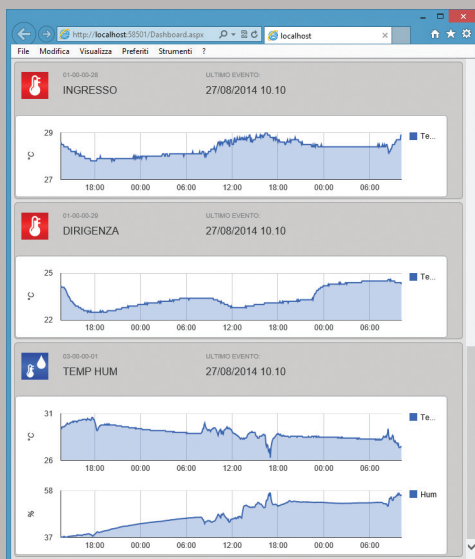 http://localhost:58501/Dashboard.aspx
localhost
File Modifica Visualizza Preferiti Strumenti ?
01-00-00-28 ULTIMO EVENTO:
INGRESSO 27/08/2014 10.10
29
°C
27
Te...
18:00 00:00 06:00 12:00 18:00 00:00 06:00
01-00-00-29 ULTIMO EVENTO:
DIRIGENZA 27/08/2014 10.10
25
°C
22
Te...
18:00 00:00 06:00 12:00 18:00 00:00 06:00
03-00-00-01 ULTIMO EVENTO:
TEMP HUM 27/08/2014 10.10
31
°C
26
Te...
18:00 00:00 06:00 12:00 18:00 00:00 06:00
58
%
37
Hum
18:00 00:00 06:00 12:00 18:00 00:00 06:00